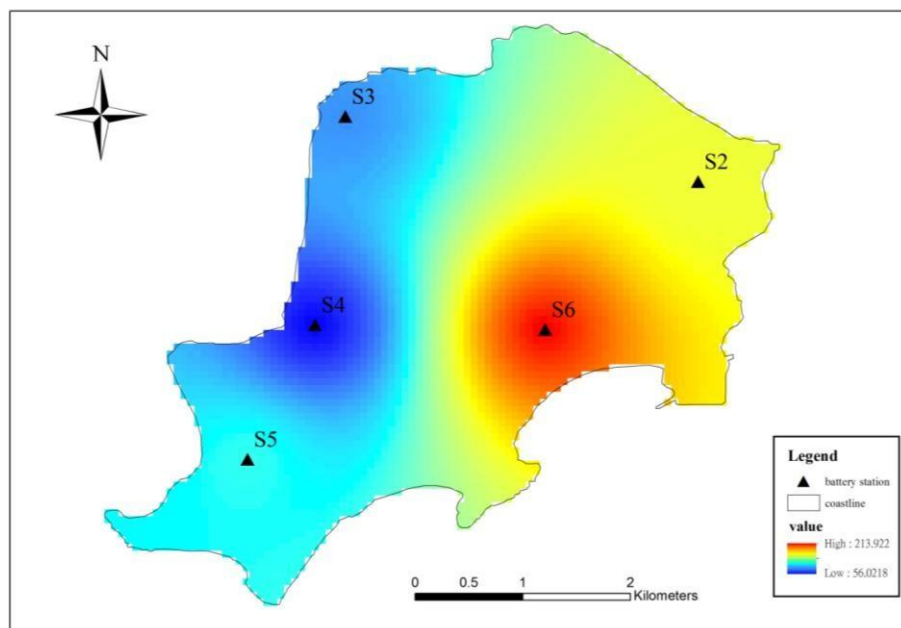 N
S3
S2
S4
S6
S5
Legend
battery station
coastline
value
High : 213.922
Low : 56.0218
0 0.5 1 2
Kilometers